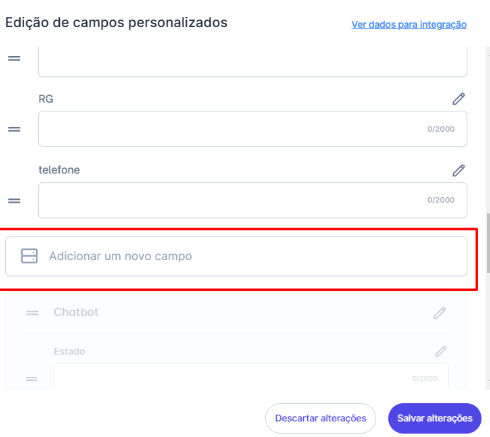 Edição de campos personalizados
Ver dados para integração
RG
0/2000
telefone
0/2000
Adicionar um novo campo
Chatbot
Estado
0/2000
Descartar alterações
Salvar alterações